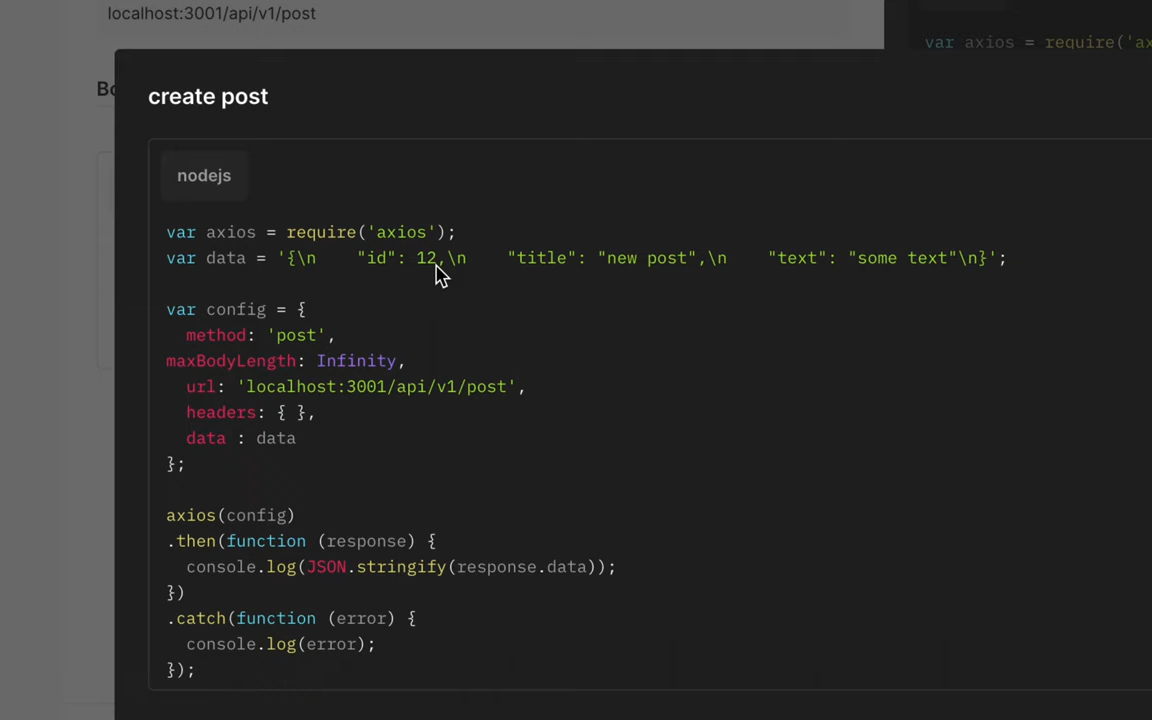 localhost:3001/api/v1/post
var axios = require('ax
Bo
create post
nodejs
var axios = require('axios');
var data = '{\n    "id": 12,\n    "title": "new post",\n    "text": "some text"\n}';
var config = {
  method: 'post',
maxBodyLength: Infinity,
  url: 'localhost:3001/api/v1/post',
  headers: { },
  data : data
};
axios(config)
.then(function (response) {
  console.log(JSON.stringify(response.data));
})
.catch(function (error) {
  console.log(error);
});